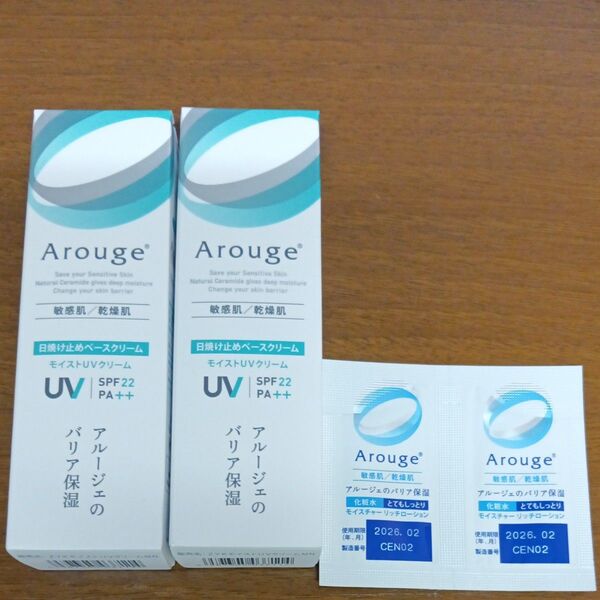 Arouge®
Save your Sensitive Skin
Natural Ceramide gives deep moisture
Change your skin barrier
敏感肌/乾燥肌
日焼け止めベースクリーム
モイストUVクリーム
UV SPF22
PA++
アルージェの
バリア保湿
Arouge®
Save your Sensitive Skin
Natural Ceramide gives deep moisture
Change your skin barrier
敏感肌/乾燥肌
日焼け止めベースクリーム
モイストUVクリーム
UV SPF22
PA++
アルージェの
バリア保湿
Arouge®
敏感肌/乾燥肌
アルージェのバリア保湿
化粧水 とてもしっとり
モイスチャー リッチローション
使用期限
(年、月) 2026.02
製造番号 CEN02
Arouge®
敏感肌/乾燥肌
アルージェのバリア保湿
化粧水 とてもしっとり
モイスチャー リッチローション
使用期限
(年、月) 2026.02
製造番号 CEN02